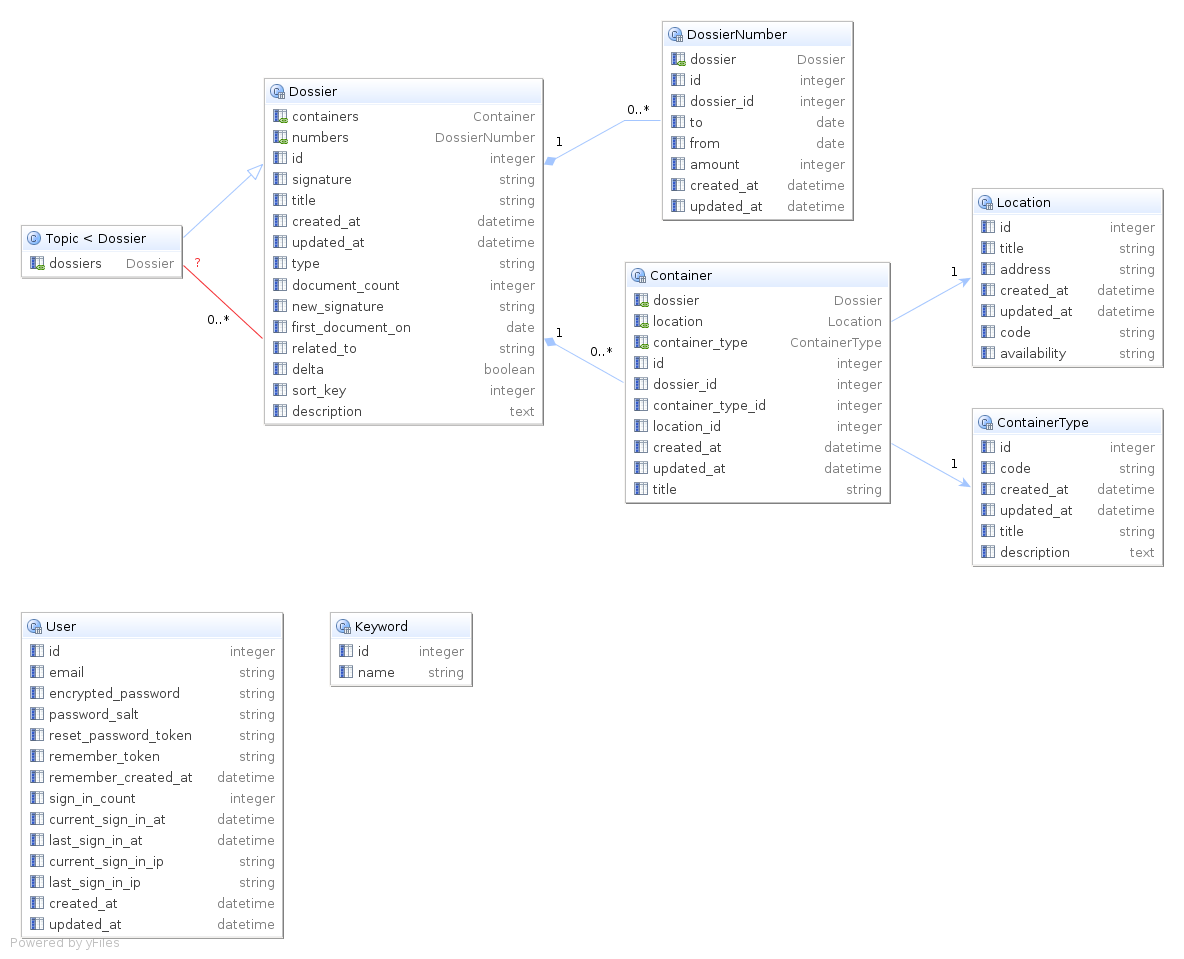 DossierNumber
dossier Dossier
id integer
dossier_id integer
to date
from date
amount integer
created_at datetime
updated_at datetime
0..*
1
Dossier
containers Container
numbers DossierNumber
id integer
signature string
title string
created_at datetime
updated_at datetime
type string
document_count integer
new_signature string
first_document_on date
related_to string
delta boolean
sort_key integer
description text
Topic < Dossier
dossiers Dossier
?
0..*
1
0..*
Container
dossier Dossier
location Location
container_type ContainerType
id integer
dossier_id integer
container_type_id integer
location_id integer
created_at datetime
updated_at datetime
title string
1
Location
id integer
title string
address string
created_at datetime
updated_at datetime
code string
availability string
1
ContainerType
id integer
code string
created_at datetime
updated_at datetime
title string
description text
User
id integer
email string
encrypted_password string
password_salt string
reset_password_token string
remember_token string
remember_created_at datetime
sign_in_count integer
current_sign_in_at datetime
last_sign_in_at datetime
current_sign_in_ip string
last_sign_in_ip string
created_at datetime
updated_at datetime
Keyword
id integer
name string
Powered by yFiles